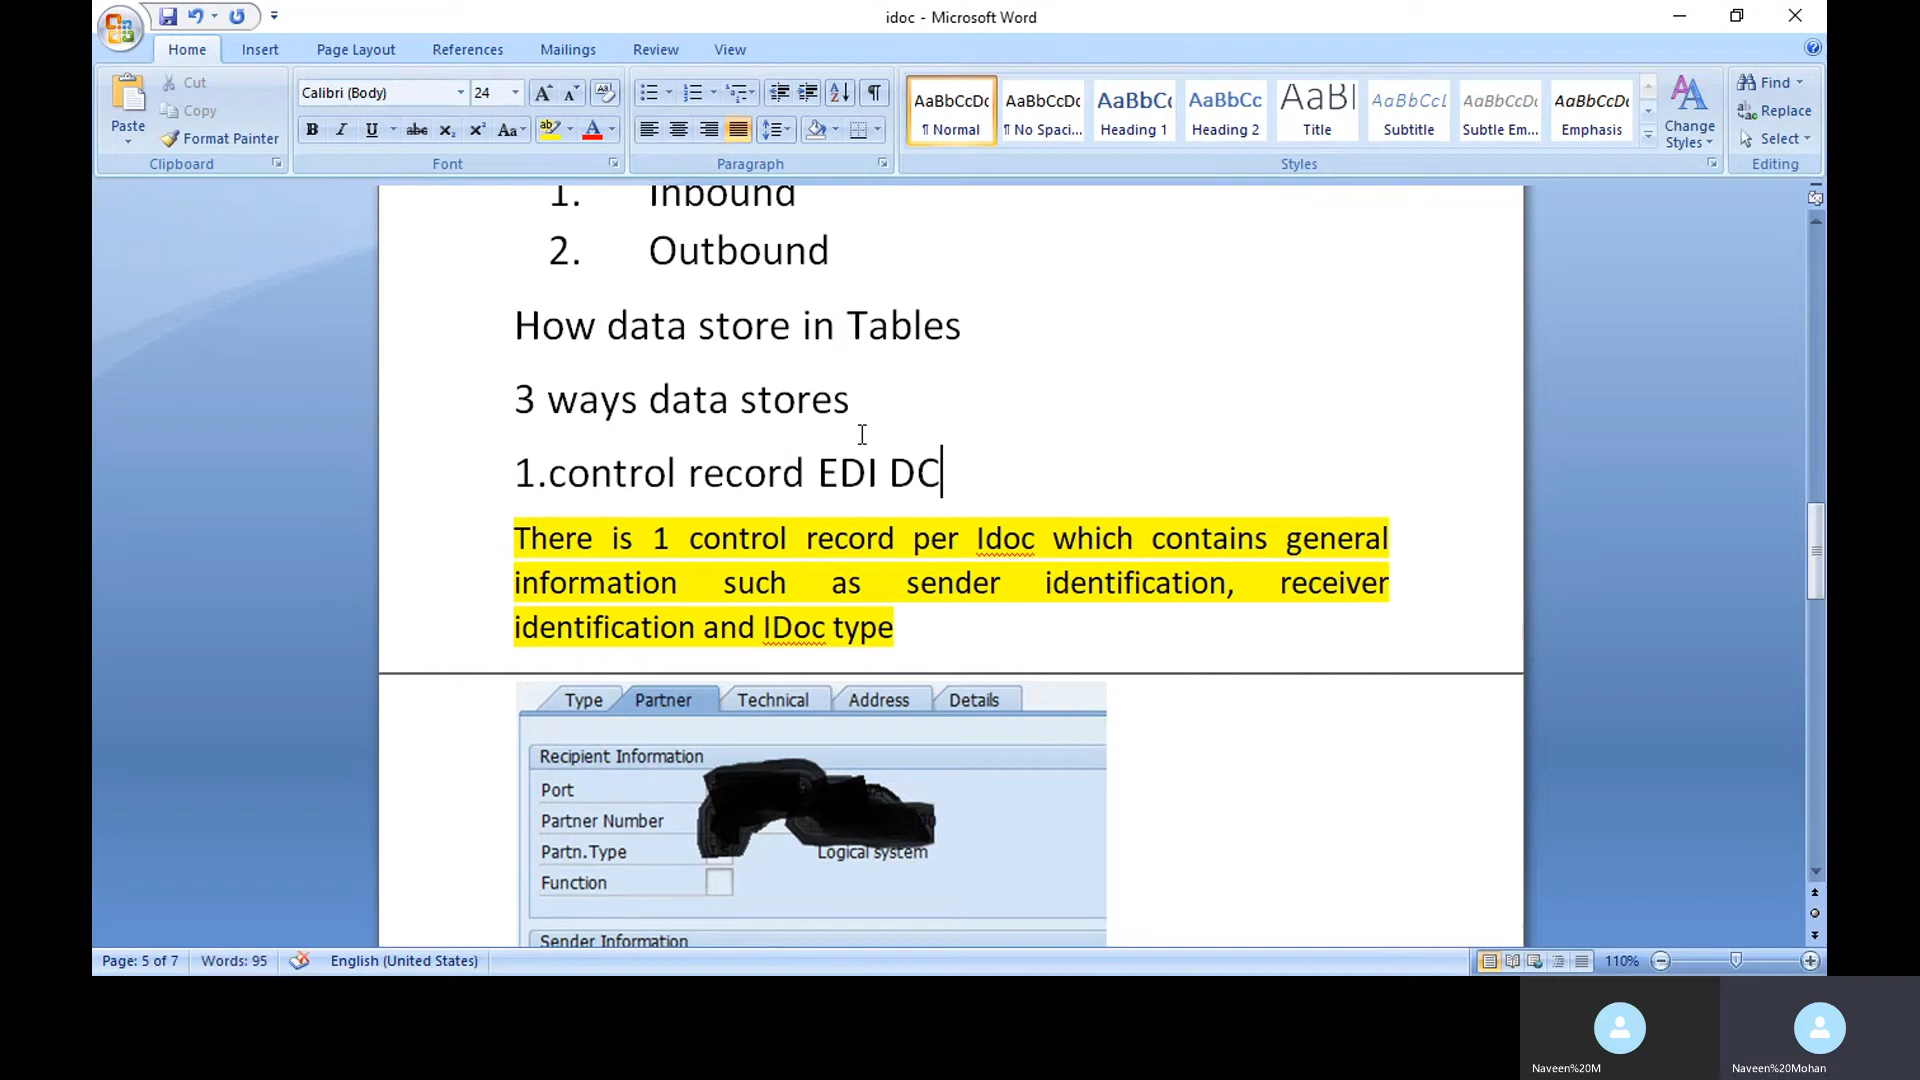 idoc - Microsoft Word
Home Insert Page Layout References Mailings Review View
Paste
Cut
Copy
Format Painter
Clipboard
Calibri (Body) 24
Font
Paragraph
AaBbCcDc AaBbCcDc AaBbCc AaBbCc AaBl AaBbCcL AaBbCcDc AaBbCcDc
¶ Normal ¶ No Spaci... Heading 1 Heading 2 Title Subtitle Subtle Em... Emphasis
Change Styles
Styles
Find
Replace
Select
Editing
1. Inbound
2. Outbound
How data store in Tables
3 ways data stores
1.control record EDI DC
There is 1 control record per Idoc which contains general
information such as sender identification, receiver
identification and IDoc type
Type Partner Technical Address Details
Recipient Information
Port
Partner Number
Partn.Type Logical system
Function
Sender Information
Page: 5 of 7 Words: 95 English (United States) 110%
Naveen%20M Naveen%20Mohan